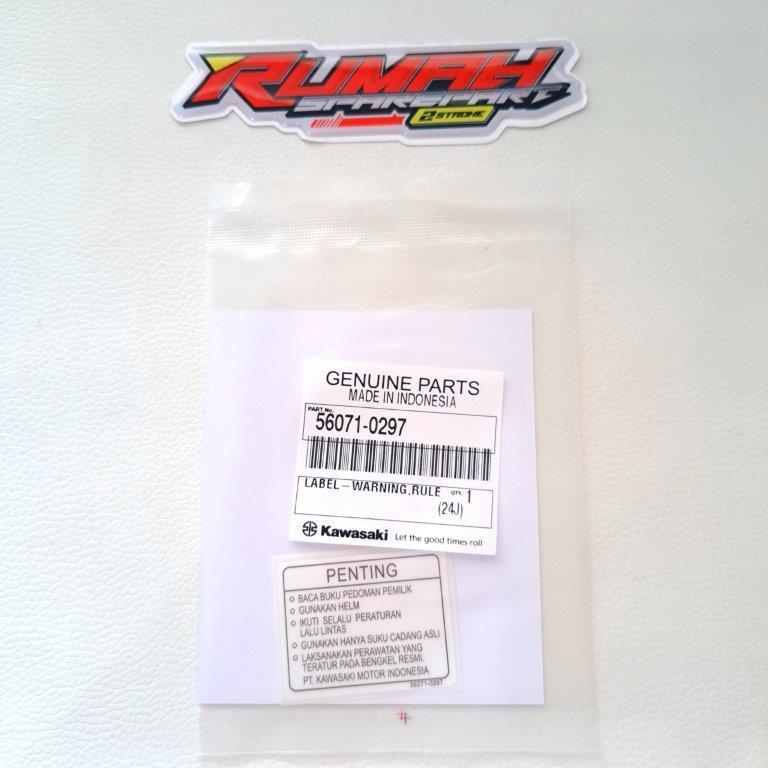 RUMAH
SPAREPART
2 STROKE
GENUINE PARTS
MADE IN INDONESIA
PART No.
56071-0297
LABEL-WARNING,RULE QTY. 1
(24J)
Kawasaki Let the good times roll
PENTING
BACA BUKU PEDOMAN PEMILIK
GUNAKAN HELM
IKUTI SELALU PERATURAN
LALU LINTAS
GUNAKAN HANYA SUKU CADANG ASLI
LAKSANAKAN PERAWATAN YANG
TERATUR PADA BENGKEL RESMI.
PT. KAWASAKI MOTOR INDONESIA
56071-0297